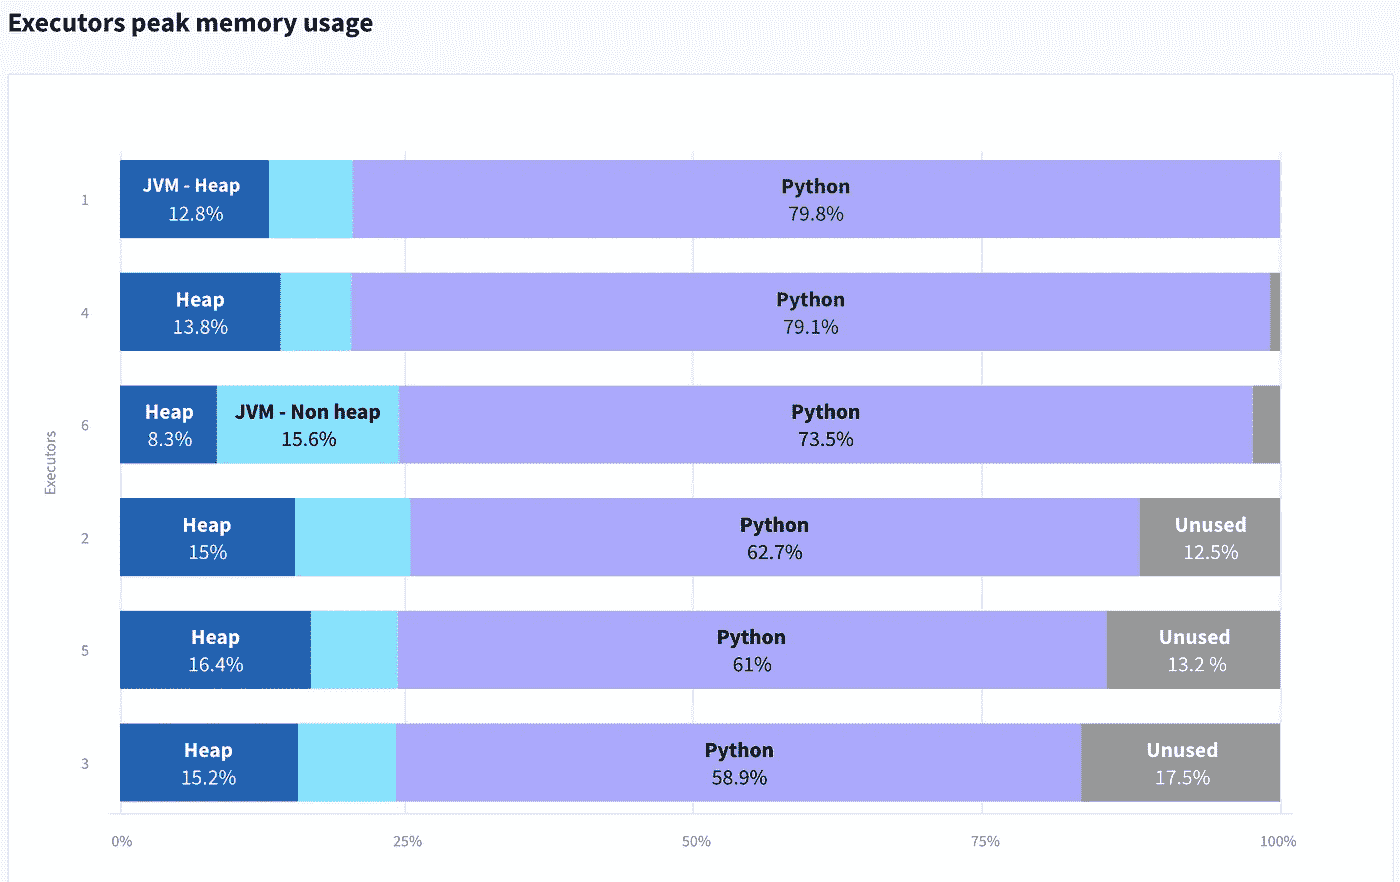 Executors peak memory usage
1
JVM - Heap
12.8%
Python
79.8%
4
Heap
13.8%
Python
79.1%
6
Heap
8.3%
JVM - Non heap
15.6%
Python
73.5%
Executors
2
Heap
15%
Python
62.7%
Unused
12.5%
5
Heap
16.4%
Python
61%
Unused
13.2 %
3
Heap
15.2%
Python
58.9%
Unused
17.5%
0%
25%
50%
75%
100%